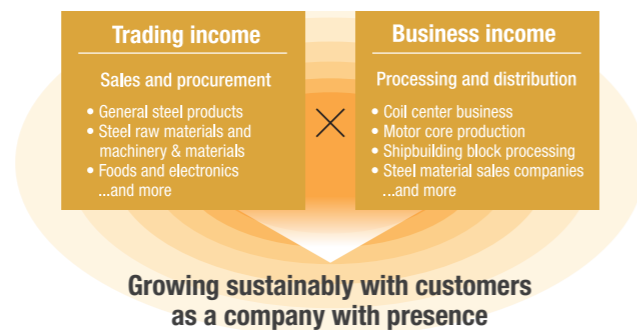 Trading income
Sales and procurement
• General steel products
• Steel raw materials and
machinery & materials
• Foods and electronics
...and more
×
Business income
Processing and distribution
• Coil center business
• Motor core production
• Shipbuilding block processing
• Steel material sales companies
...and more
Growing sustainably with customers
as a company with presence